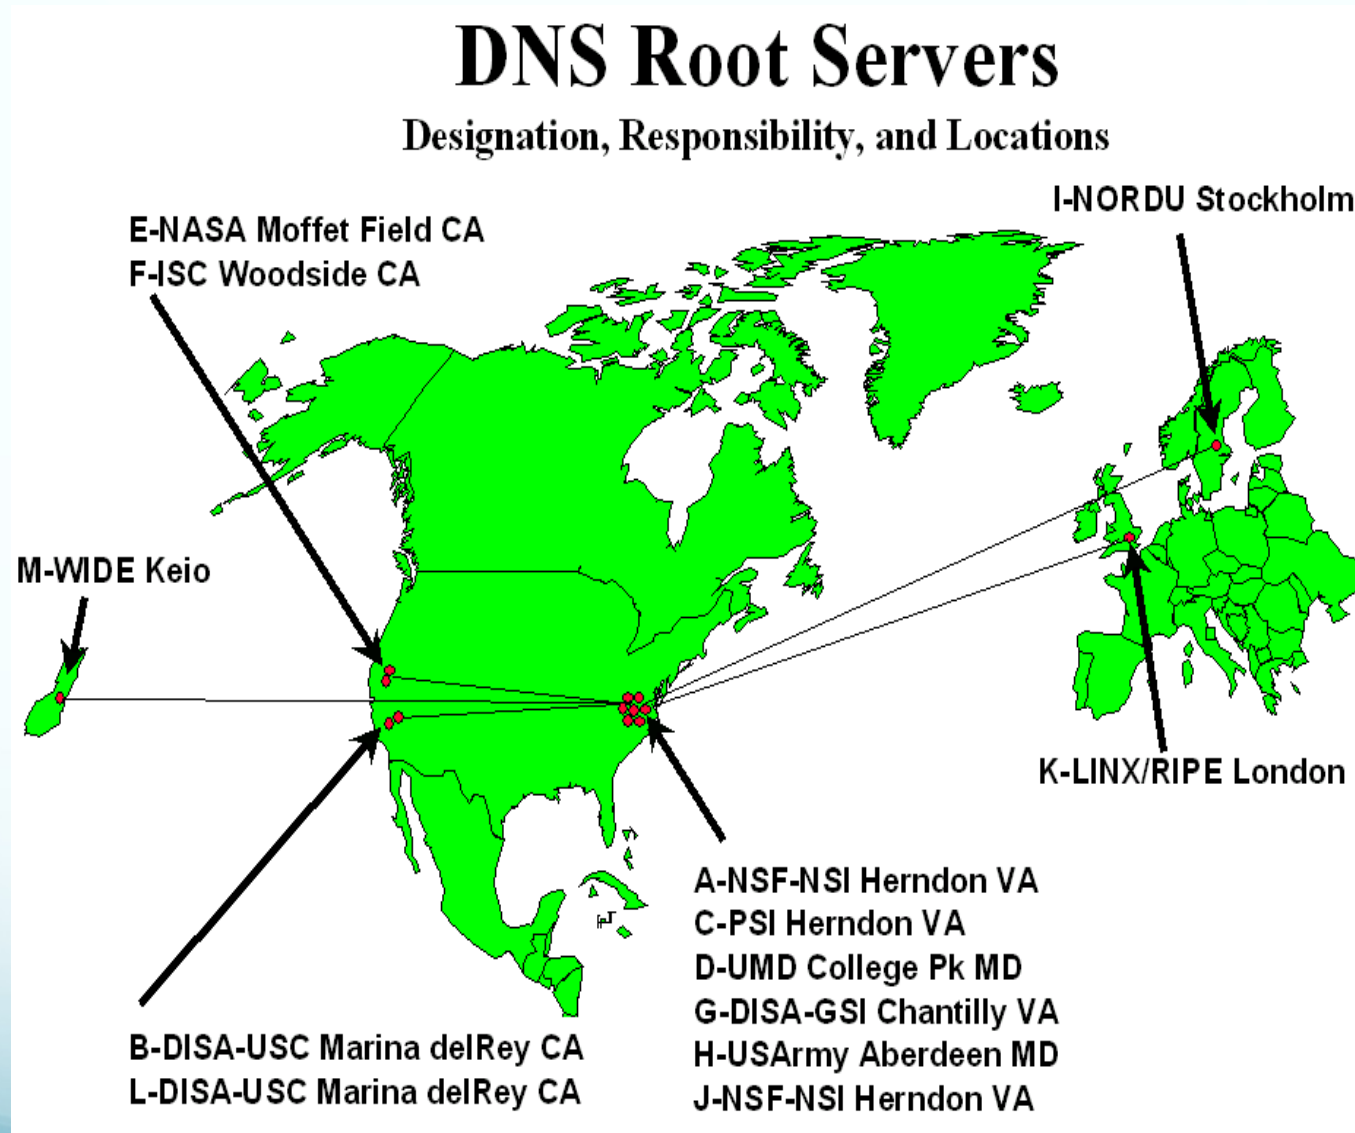 DNS Root Servers
Designation, Responsibility, and Locations
I-NORDU Stockholm
E-NASA Moffet Field CA
F-ISC Woodside CA
M-WIDE Keio
K-LINX/RIPE London
A-NSF-NSI Herndon VA
C-PSI Herndon VA
D-UMD College Pk MD
G-DISA-GSI Chantilly VA
H-USArmy Aberdeen MD
J-NSF-NSI Herndon VA
B-DISA-USC Marina delRey CA
L-DISA-USC Marina delRey CA